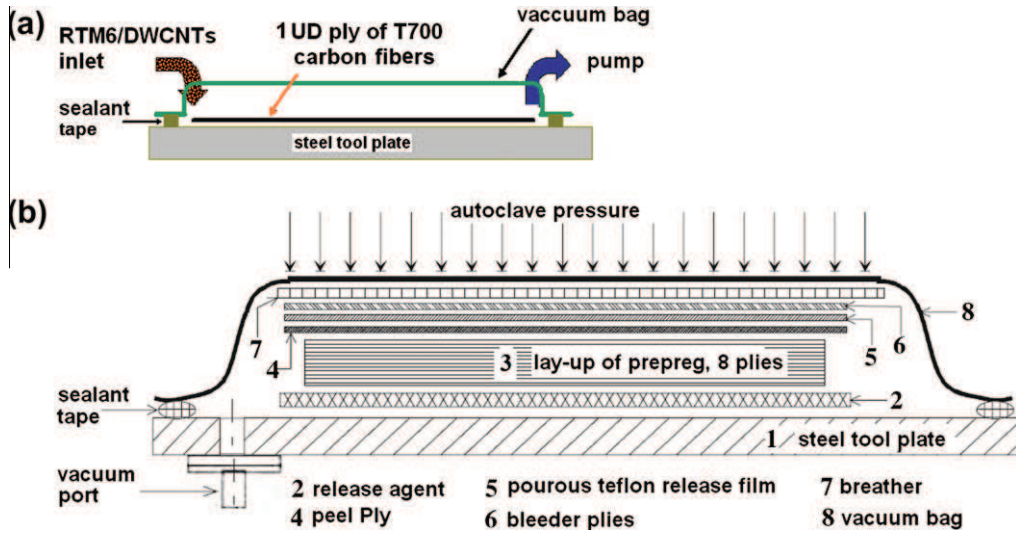 (a)
RTM6/DWCNTs
inlet
1UD ply of T700
carbon fibers
vaccuum bag
pump
sealant
tape
steel tool plate
(b)
autoclave pressure
7
4
3 lay-up of prepreg, 8 plies
5
6
8
sealant
tape
2
1 steel tool plate
vacuum
port
2 release agent
5 pourous teflon release film
7 breather
4 peel Ply
6 bleeder plies
8 vacuum bag